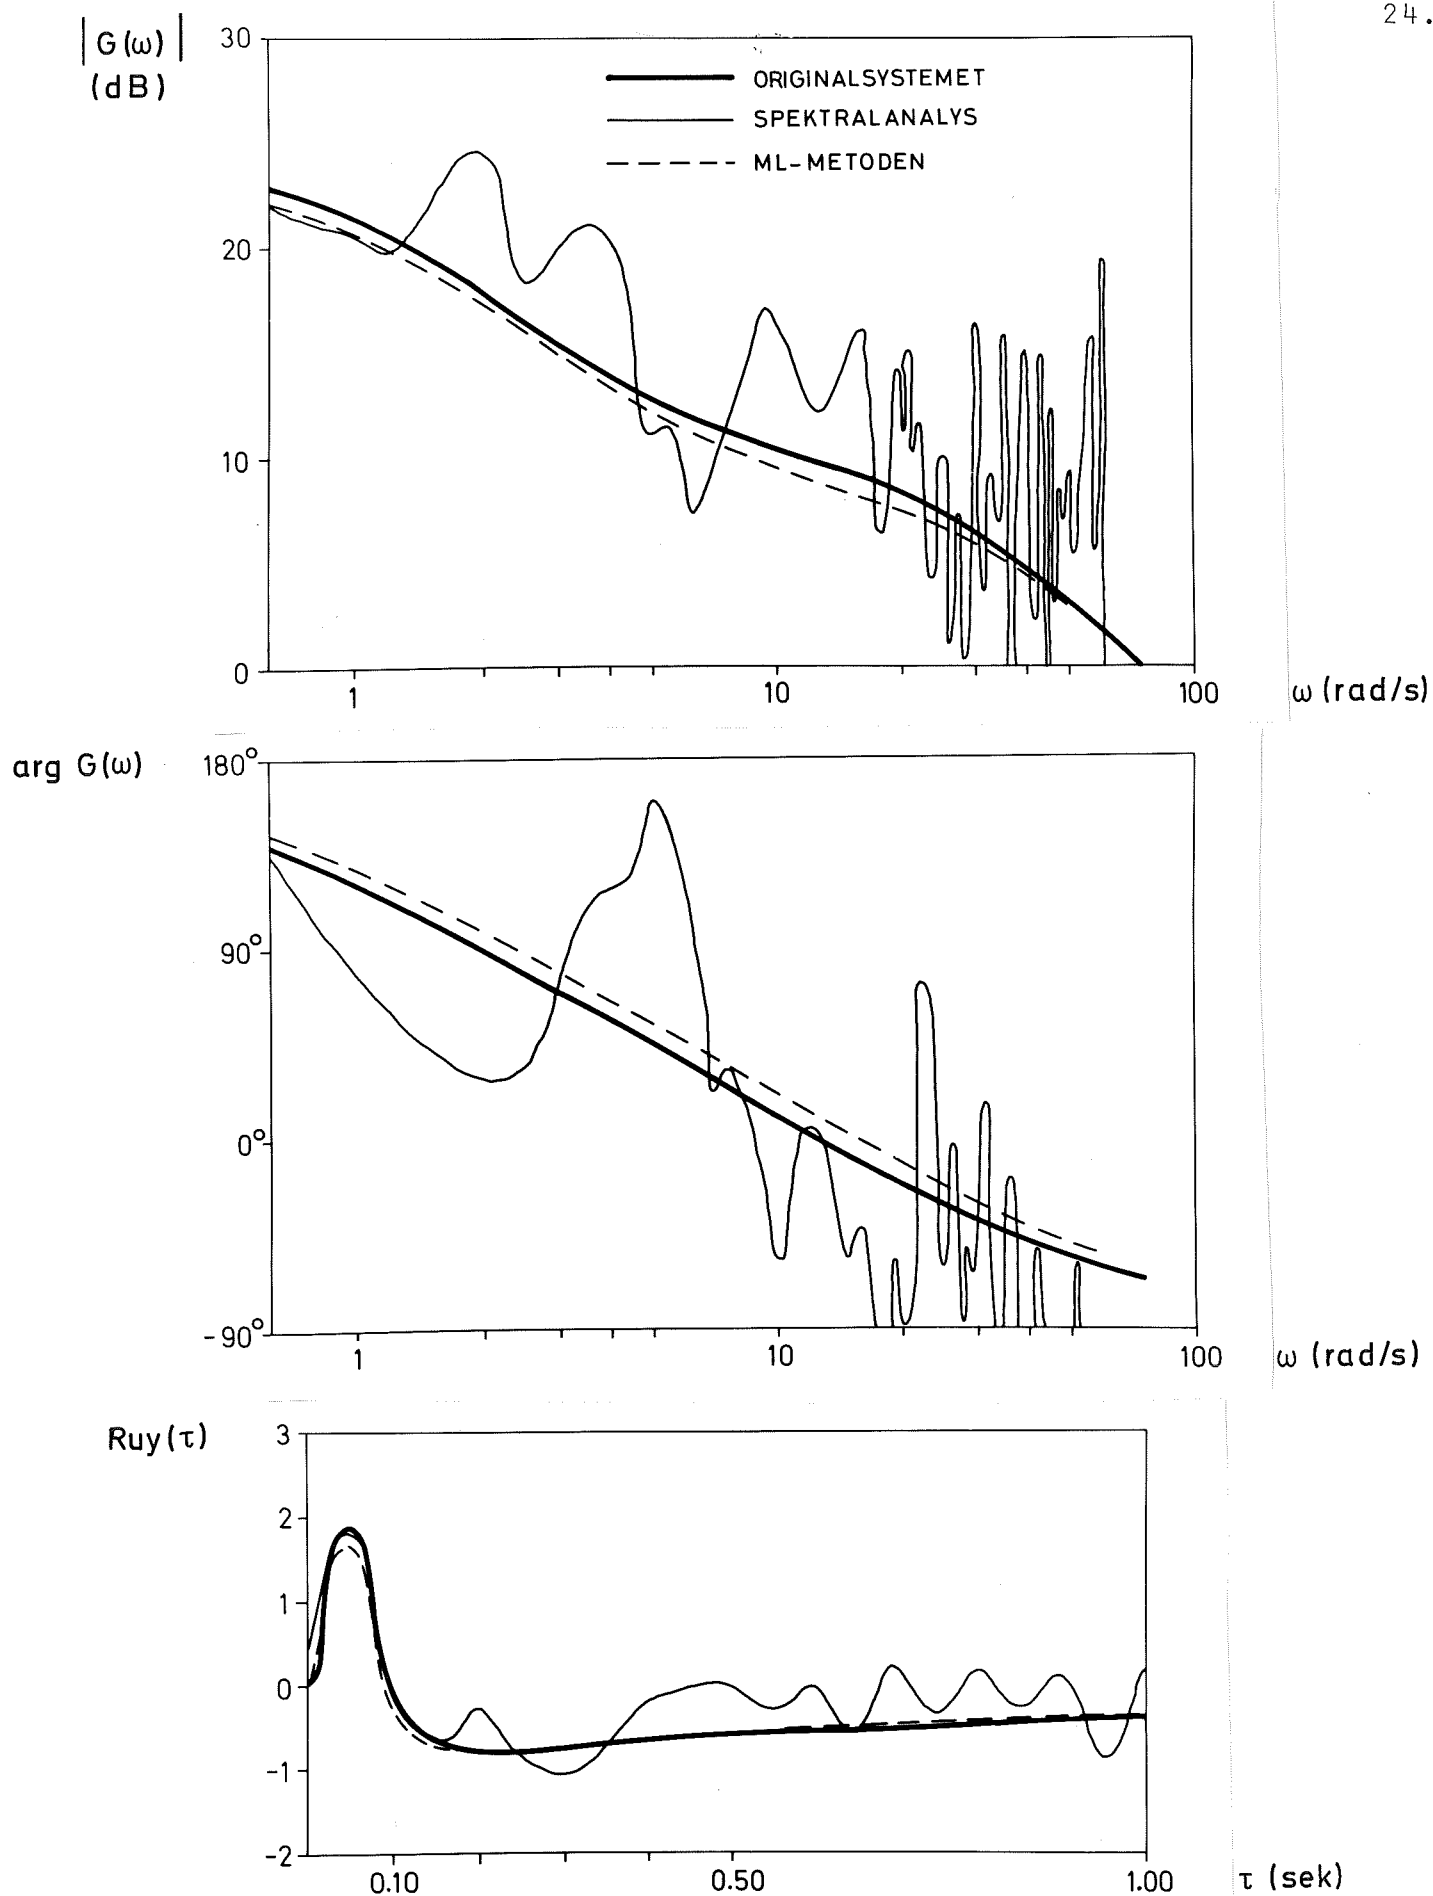 24.
|G(ω)|
(dB)
30
20
10
0
ORIGINALSYSTEMET
SPEKTRALANALYS
ML-METODEN
1
10
100
ω (rad/s)
arg G(ω)
180°
90°
0°
-90°
1
10
100
ω (rad/s)
Ruy(τ)
3
2
1
0
-1
-2
0.10
0.50
1.00
τ (sek)